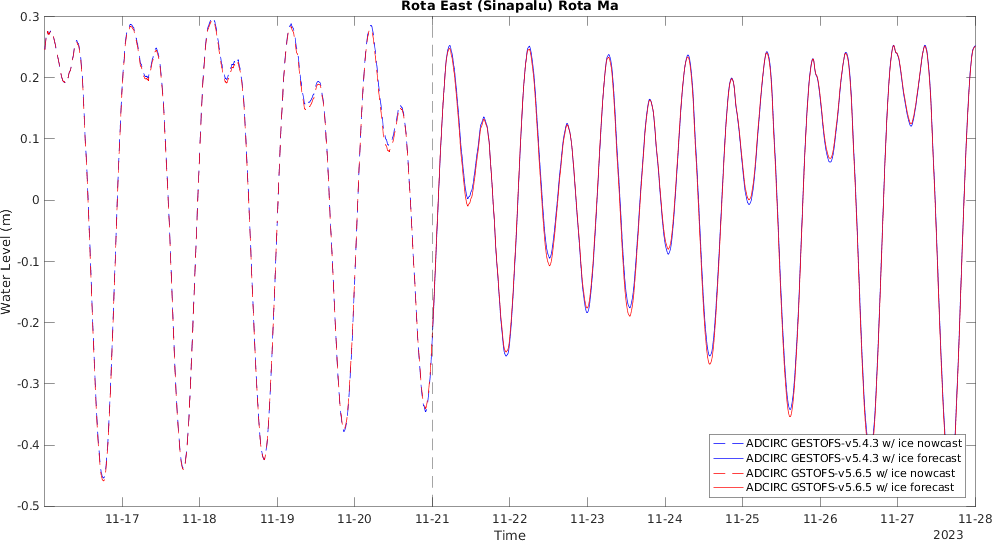 Rota East (Sinapalu) Rota Ma
0.3
0.2
0.1
0
-0.1
-0.2
-0.3
-0.4
-0.5
Water Level (m)
ADCIRC GESTOFS-v5.4.3 w/ ice nowcast
ADCIRC GESTOFS-v5.4.3 w/ ice forecast
ADCIRC GSTOFS-v5.6.5 w/ ice nowcast
ADCIRC GSTOFS-v5.6.5 w/ ice forecast
11-17 11-18 11-19 11-20 11-21 11-22 11-23 11-24 11-25 11-26 11-27 11-28
Time
2023